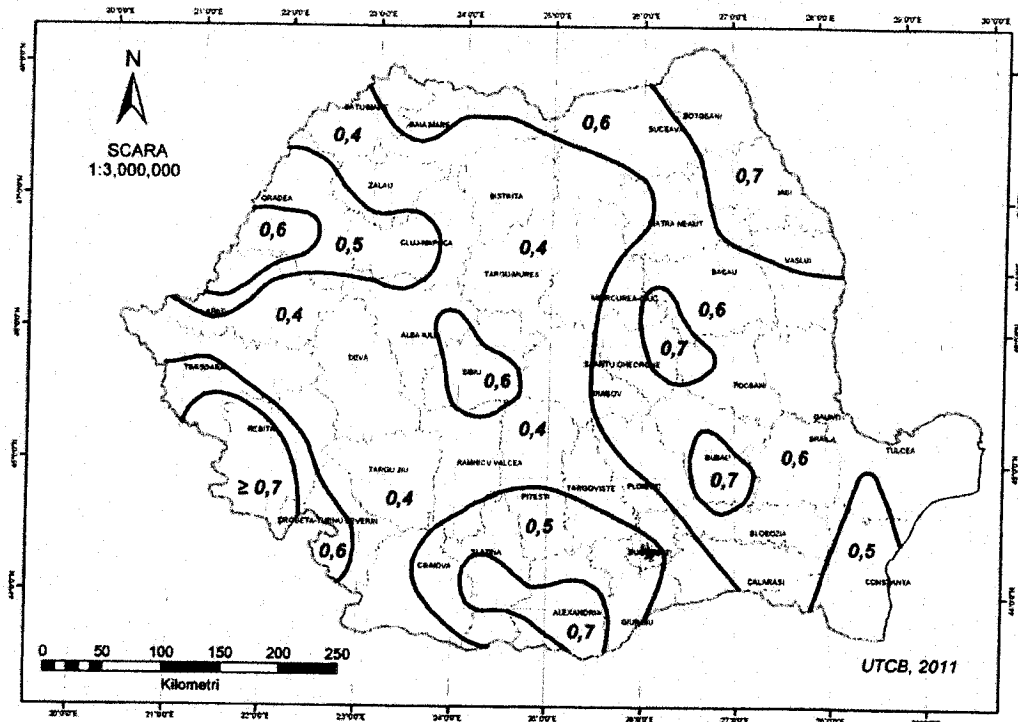 N
SCARA
1:3,000,000
SATU MARE
BAIA MARE
0,4
0,6
SUCEAVA
BOTOSANI
0,7
IASI
ZALAU
BISTRITA
ORADEA
0,6
0,5
CLUJ-NAPOCA
0,4
PIATRA NEAMT
VASLUI
TARGU-MURES
BACAU
MIERCUREA-CIUC
0,6
ARAD
0,4
ALBA IULIA
0,7
DEVA
SIBIU
0,6
SFANTU GHEORGHE
TIMISOARA
BRASOV
FOCSANI
GALATI
BRAILA
RESITA
0,4
TULCEA
0,6
BUZAU
0,7
TARGU JIU
RAMNICU VALCEA
≥ 0,7
0,4
TARGOVISTE
PLOIESTI
PITESTI
0,5
DROBETA-TURNU SEVERIN
SLOBOZIA
0,6
SLATINA
0,5
CRAIOVA
CALARASI
CONSTANTA
ALEXANDRIA
0,7
GIURGIU
0 50 100 150 200 250
Kilometri
UTCB, 2011